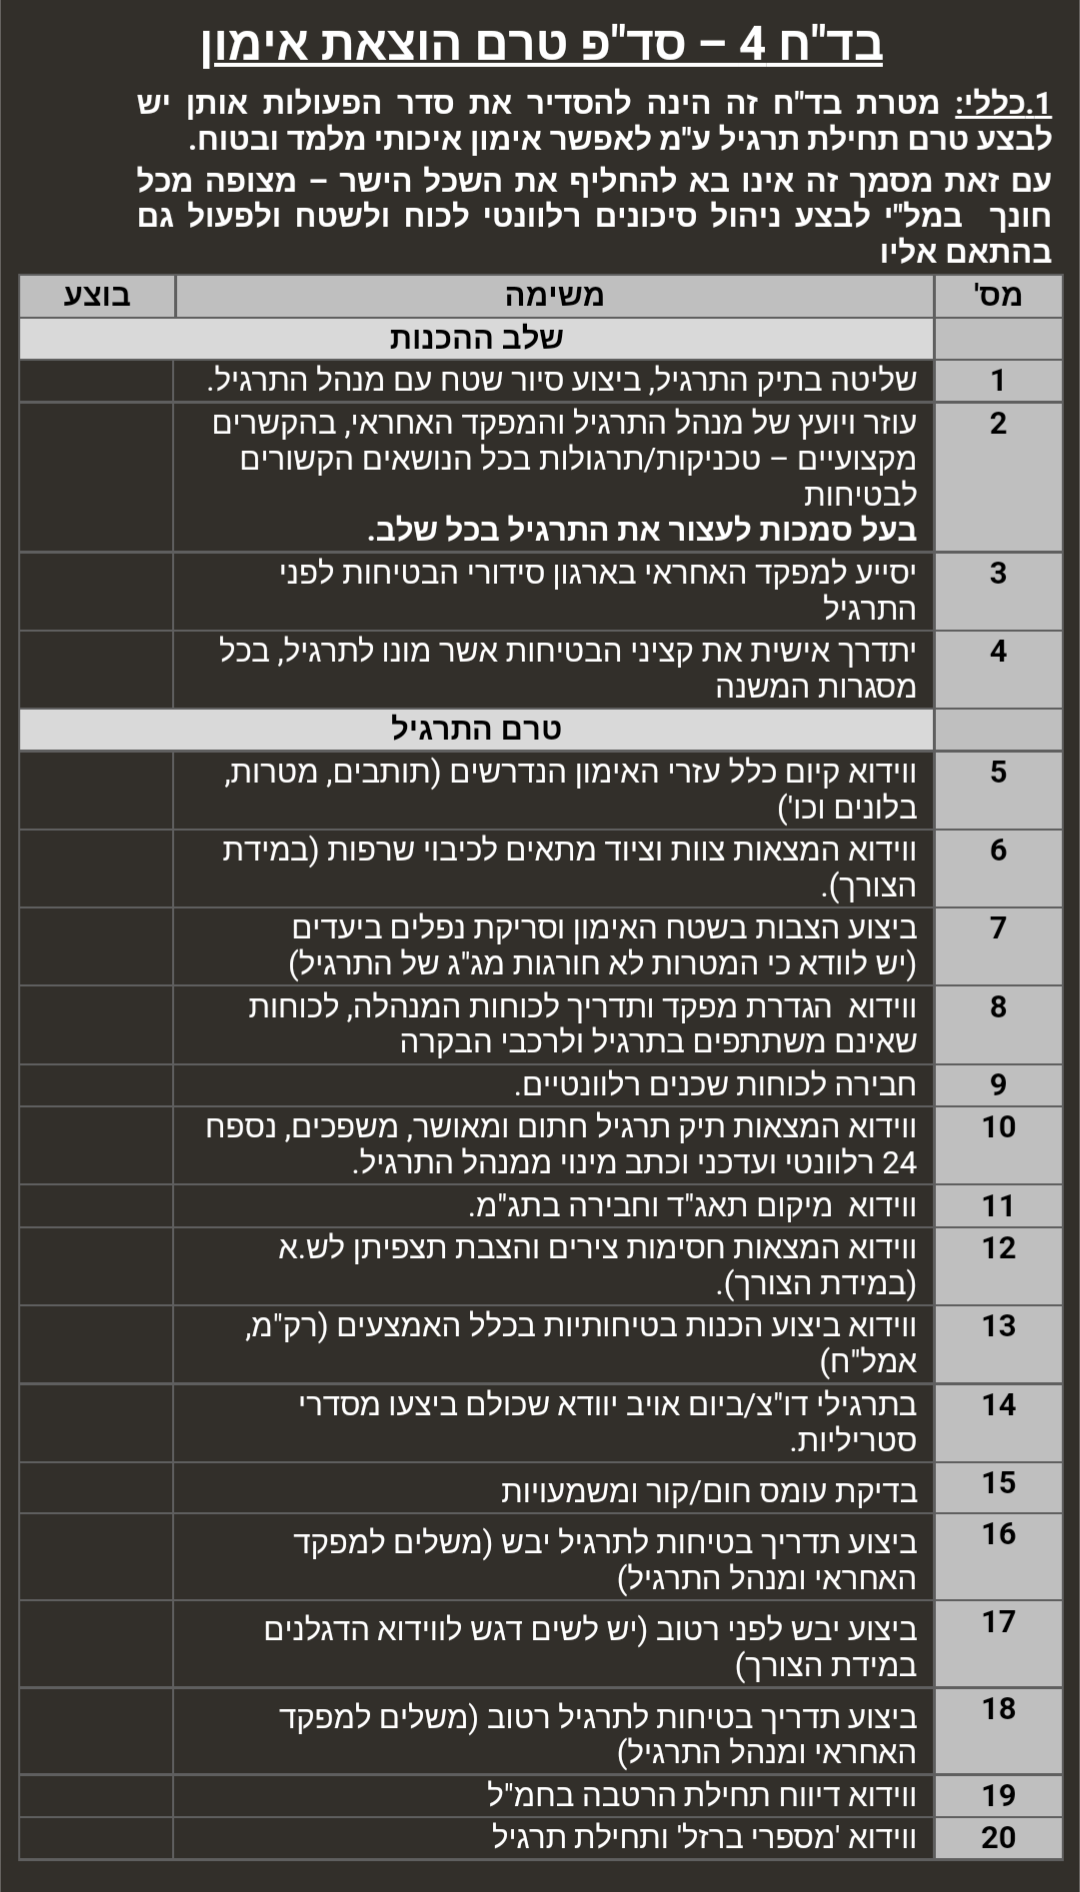 בד"ח 4 – סד"פ טרם הוצאת אימון
1.כללי: מטרת בד"ח זה הינה להסדיר את סדר הפעולות אותן יש
לבצע טרם תחילת תרגיל ע"מ לאפשר אימון איכותי מלמד ובטוח.
עם זאת מסמך זה אינו בא להחליף את השכל הישר – מצופה מכל
חונך במל"י לבצע ניהול סיכונים רלוונטי לכוח ולשטח ולפעול גם
בהתאם אליו
מס' משימה בוצע
שלב ההכנות
1 שליטה בתיק התרגיל, ביצוע סיור שטח עם מנהל התרגיל.
2 עוזר ויועץ של מנהל התרגיל והמפקד האחראי, בהקשרים
מקצועיים – טכניקות/תרגולות בכל הנושאים הקשורים
לבטיחות
בעל סמכות לעצור את התרגיל בכל שלב.
3 יסייע למפקד האחראי בארגון סידורי הבטיחות לפני
התרגיל
4 יתדרך אישית את קציני הבטיחות אשר מונו לתרגיל, בכל
מסגרות המשנה
טרם התרגיל
5 ווידוא קיום כלל עזרי האימון הנדרשים (תותבים, מטרות,
בלונים וכו')
6 ווידוא המצאות צוות וציוד מתאים לכיבוי שרפות (במידת
הצורך).
7 ביצוע הצבות בשטח האימון וסריקת נפלים ביעדים
(יש לוודא כי המטרות לא חורגות מג"ג של התרגיל)
8 ווידוא הגדרת מפקד ותדריך לכוחות המנהלה, לכוחות
שאינם משתתפים בתרגיל ולרכבי הבקרה
9 חבירה לכוחות שכנים רלוונטיים.
10 ווידוא המצאות תיק תרגיל חתום ומאושר, משפכים, נספח
24 רלוונטי ועדכני וכתב מינוי ממנהל התרגיל.
11 ווידוא מיקום תאג"ד וחבירה בתג"מ.
12 ווידוא המצאות חסימות צירים והצבת תצפיתן לש.א
(במידת הצורך).
13 ווידוא ביצוע הכנות בטיחותיות בכלל האמצעים (רק"מ,
אמל"ח)
14 בתרגילי דו"צ/ביום אויב יוודא שכולם ביצעו מסדרי
סטריליות.
15 בדיקת עומס חום/קור ומשמעויות
16 ביצוע תדריך בטיחות לתרגיל יבש (משלים למפקד
האחראי ומנהל התרגיל)
17 ביצוע יבש לפני רטוב (יש לשים דגש לווידוא הדגלנים
במידת הצורך)
18 ביצוע תדריך בטיחות לתרגיל רטוב (משלים למפקד
האחראי ומנהל התרגיל)
19 ווידוא דיווח תחילת הרטבה בחמ"ל
20 ווידוא 'מספרי ברזל' ותחילת תרגיל